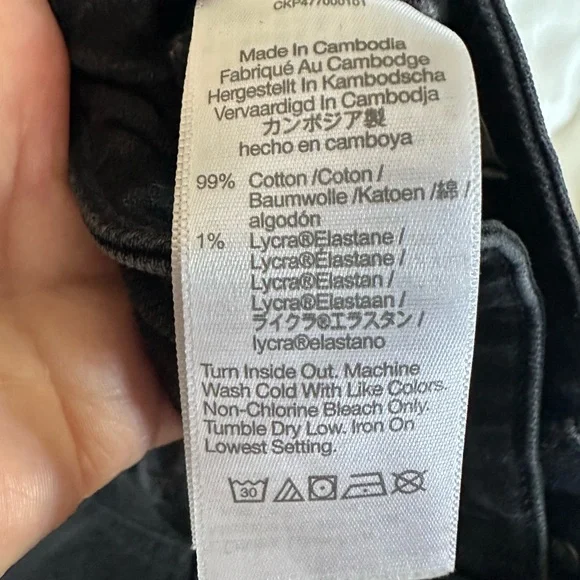 CKP477000101
Made In Cambodia
Fabriqué Au Cambodge
Hergestellt In Kambodscha
Vervaardigd In Cambodja
カンボジア製
hecho en camboya
99% Cotton /Coton /
Baumwolle /Katoen /綿 /
algodón
1% Lycra®Elastane /
Lycra®Elastane /
Lycra®Elastan /
Lycra®Elastaan /
ライクラ®エラスタン /
lycra®elastano
Turn Inside Out. Machine
Wash Cold With Like Colors.
Non-Chlorine Bleach Only.
Tumble Dry Low. Iron On
Lowest Setting.
30